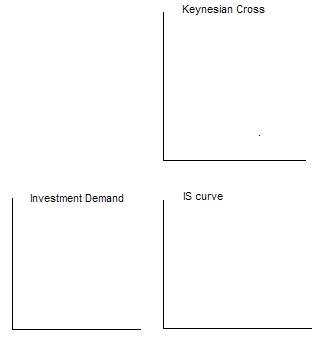 Keynesian Cross
Investment Demand
IS curve